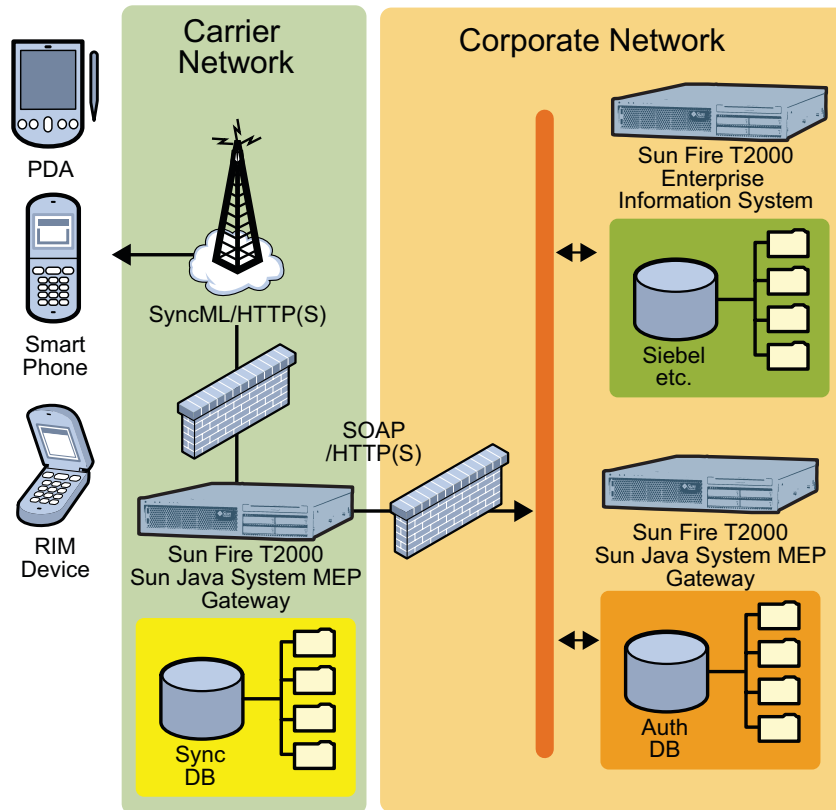 Carrier
Network
Corporate Network
PDA
Smart
Phone
RIM
Device
SyncML/HTTP(S)
SOAP
/HTTP(S)
Sun Fire T2000
Sun Java System MEP
Gateway
Sync
DB
Sun Fire T2000
Enterprise
Information System
Siebel
etc.
Sun Fire T2000
Sun Java System MEP
Gateway
Auth
DB